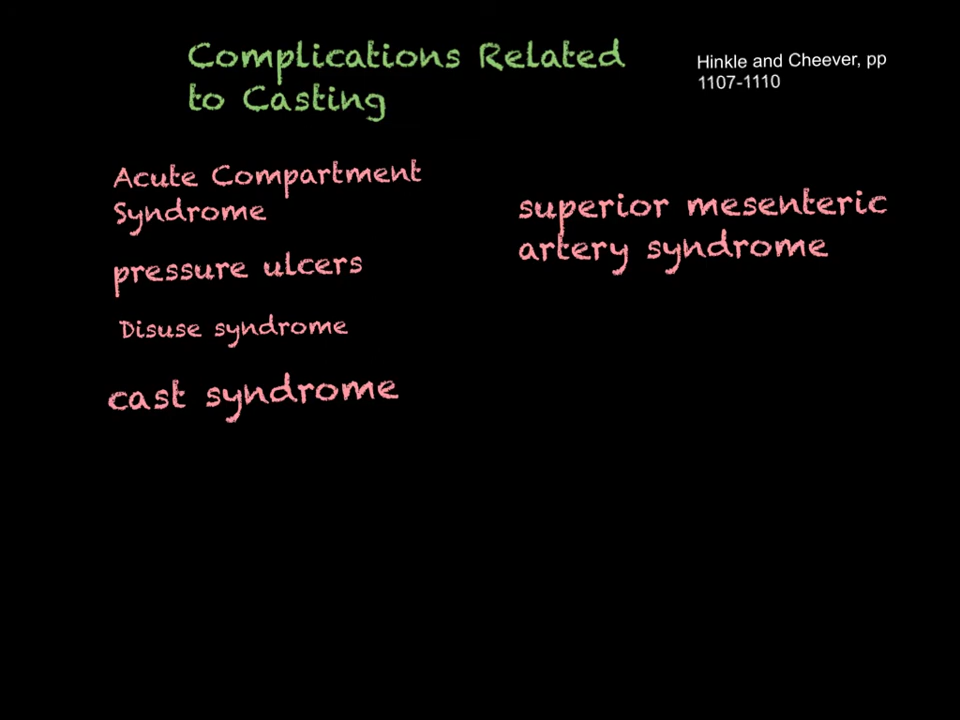 Complications Related
to Casting
Hinkle and Cheever, pp
1107-1110
Acute Compartment
Syndrome
pressure ulcers
Disuse syndrome
cast syndrome
superior mesenteric
artery syndrome